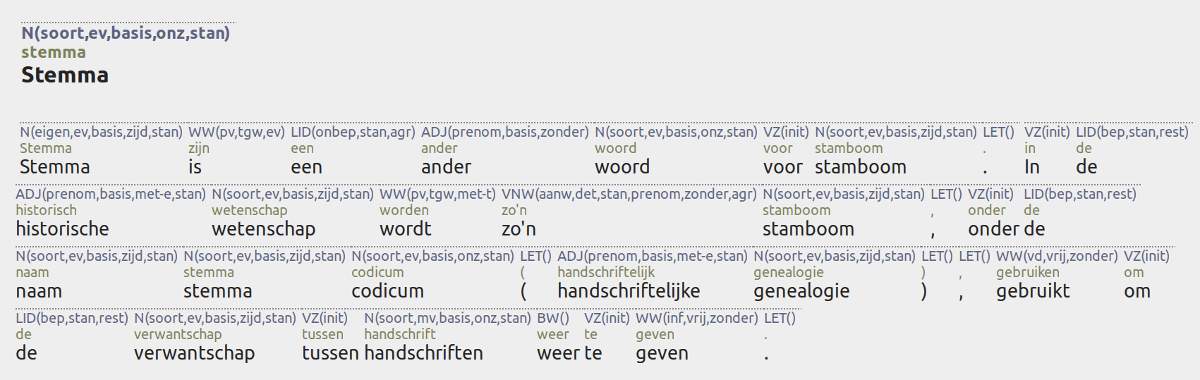 N(soort,ev,basis,onz,stan)
stemma
Stemma
N(eigen,ev,basis,zijd,stan) WW(pv,tgw,ev) LID(onbep,stan,agr) ADJ(prenom,basis,zonder) N(soort,ev,basis,onz,stan) VZ(init) N(soort,ev,basis,zijd,stan) LET() VZ(init) LID(bep,stan,rest)
Stemma zijn een ander woord voor stamboom . in de
Stemma is een ander woord voor stamboom . In de
ADJ(prenom,basis,met-e,stan) N(soort,ev,basis,zijd,stan) WW(pv,tgw,met-t) VNW(aanw,det,stan,prenom,zonder,agr) N(soort,ev,basis,zijd,stan) LET() VZ(init) LID(bep,stan,rest)
historisch wetenschap worden zo'n stamboom , onder de
historische wetenschap wordt zo'n stamboom , onder de
N(soort,ev,basis,zijd,stan) N(soort,ev,basis,zijd,stan) N(soort,ev,basis,onz,stan) LET() ADJ(prenom,basis,met-e,stan) N(soort,ev,basis,zijd,stan) LET() LET() WW(vd,vrij,zonder) VZ(init)
naam stemma codicum ( handschriftelijk genealogie ) , gebruiken om
naam stemma codicum ( handschriftelijke genealogie ) , gebruikt om
LID(bep,stan,rest) N(soort,ev,basis,zijd,stan) VZ(init) N(soort,mv,basis,onz,stan) BW() VZ(init) WW(inf,vrij,zonder) LET()
de verwantschap tussen handschrift weer te geven .
de verwantschap tussen handschriften weer te geven .